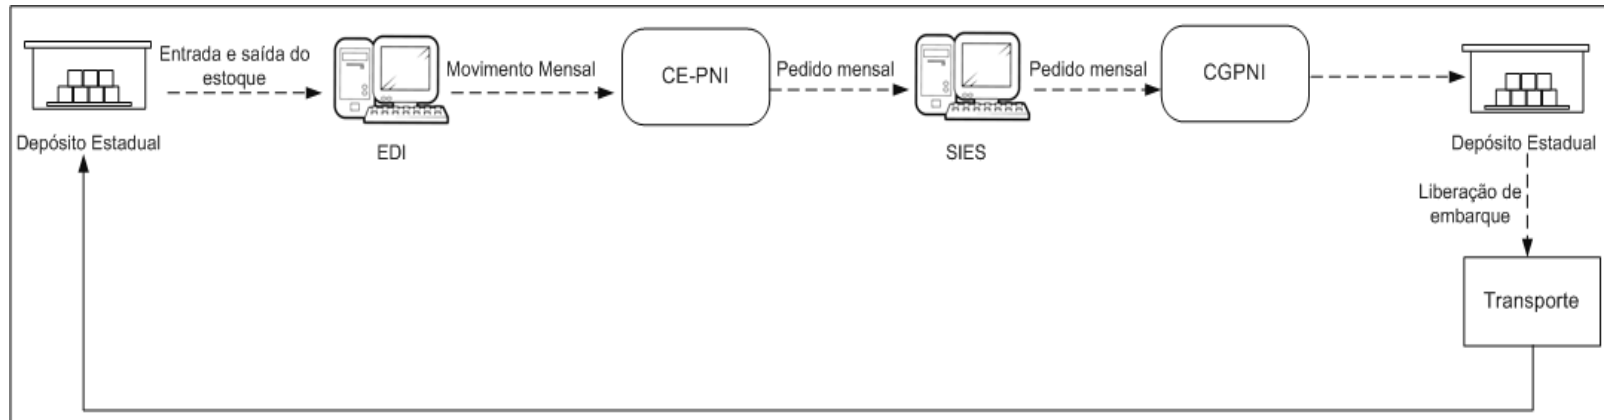 Entrada e saída do
estoque
Depósito Estadual
EDI
Movimento Mensal
CE-PNI
Pedido mensal
SIES
Pedido mensal
CGPNI
Depósito Estadual
Liberação de
embarque
Transporte